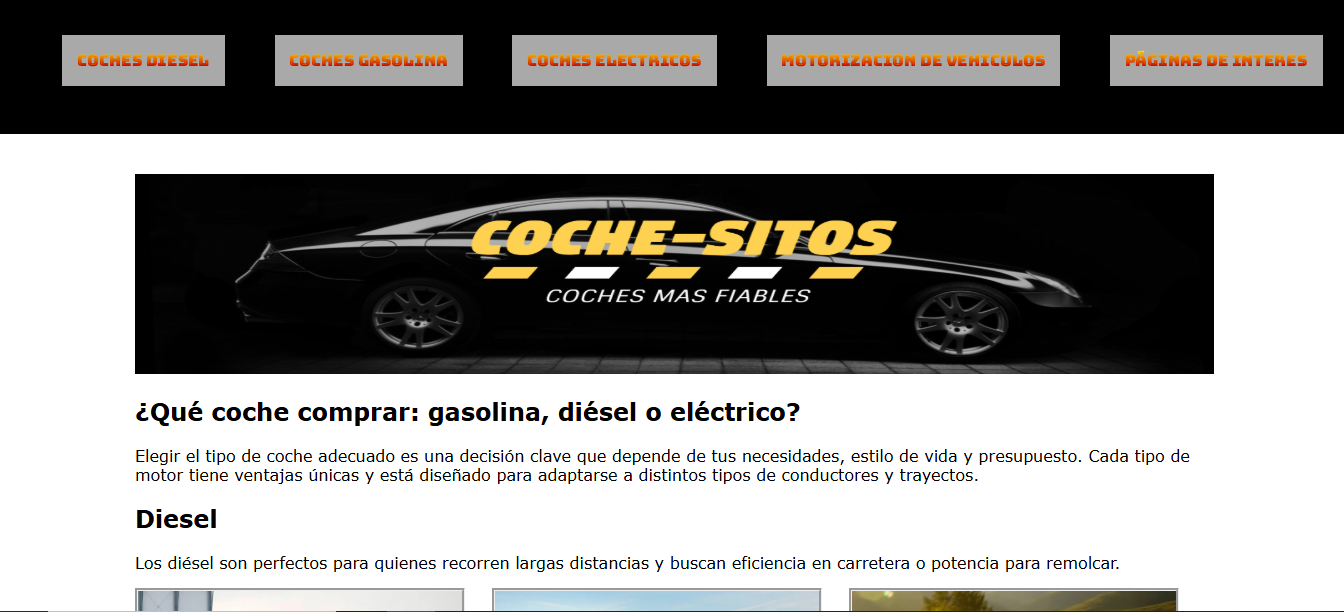 COCHES DIESEL
COCHES GASOLINA
COCHES ELECTRICOS
MOTORIZACION DE VEHICULOS
PÁGINAS DE INTERES
COCHE-SITOS
COCHES MAS FIABLES
¿Qué coche comprar: gasolina, diésel o eléctrico?
Elegir el tipo de coche adecuado es una decisión clave que depende de tus necesidades, estilo de vida y presupuesto. Cada tipo de
motor tiene ventajas únicas y está diseñado para adaptarse a distintos tipos de conductores y trayectos.
Diesel
Los diésel son perfectos para quienes recorren largas distancias y buscan eficiencia en carretera o potencia para remolcar.